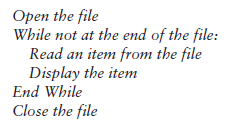 Open the file
While not at the end of the file:
Read an item from the file
Display the item
End While
Close the file